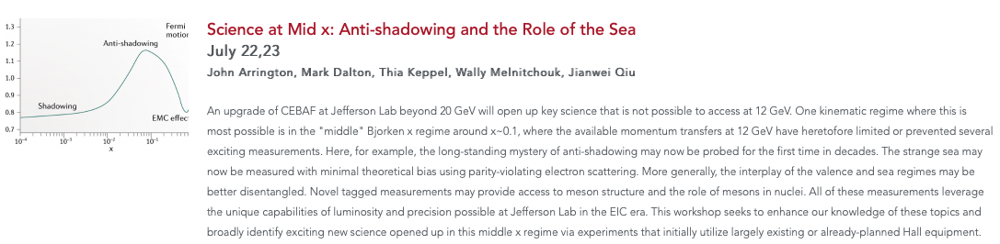 1.3
1.2
1.1
1.0
0.9
0.8
0.7
Fermi
motion
Anti-shadowing
Shadowing
EMC effec
10⁻⁴
10⁻³
10⁻²
10⁻¹
x
Science at Mid x: Anti-shadowing and the Role of the Sea
July 22,23
John Arrington, Mark Dalton, Thia Keppel, Wally Melnitchouk, Jianwei Qiu
An upgrade of CEBAF at Jefferson Lab beyond 20 GeV will open up key science that is not possible to access at 12 GeV. One kinematic regime where this is
most possible is in the "middle" Bjorken x regime around x~0.1, where the available momentum transfers at 12 GeV have heretofore limited or prevented several
exciting measurements. Here, for example, the long-standing mystery of anti-shadowing may now be probed for the first time in decades. The strange sea may
now be measured with minimal theoretical bias using parity-violating electron scattering. More generally, the interplay of the valence and sea regimes may be
better disentangled. Novel tagged measurements may provide access to meson structure and the role of mesons in nuclei. All of these measurements leverage
the unique capabilities of luminosity and precision possible at Jefferson Lab in the EIC era. This workshop seeks to enhance our knowledge of these topics and
broadly identify exciting new science opened up in this middle x regime via experiments that initially utilize largely existing or already-planned Hall equipment.